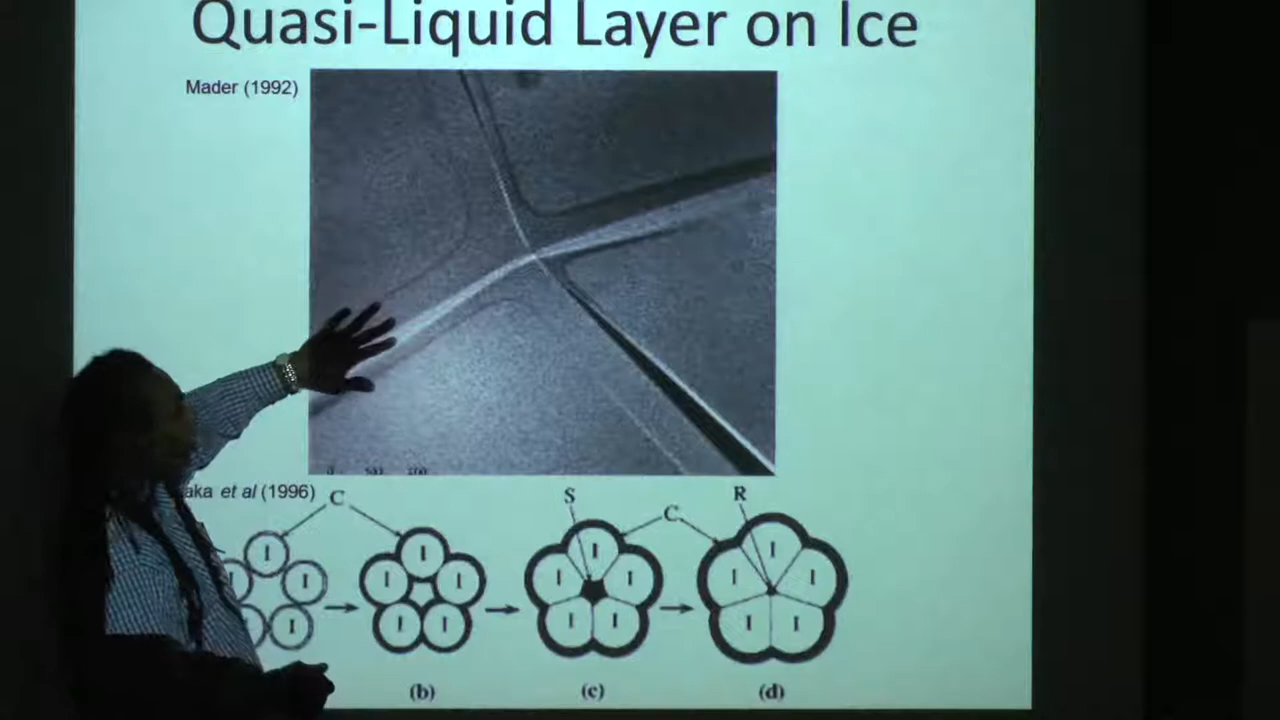 Quasi-Liquid Layer on Ice
Mader (1992)
aka et al (1996)
C
S
C
R
I I I I I
I I I I I
I I I I I
I I I I
(b)
(c)
(d)